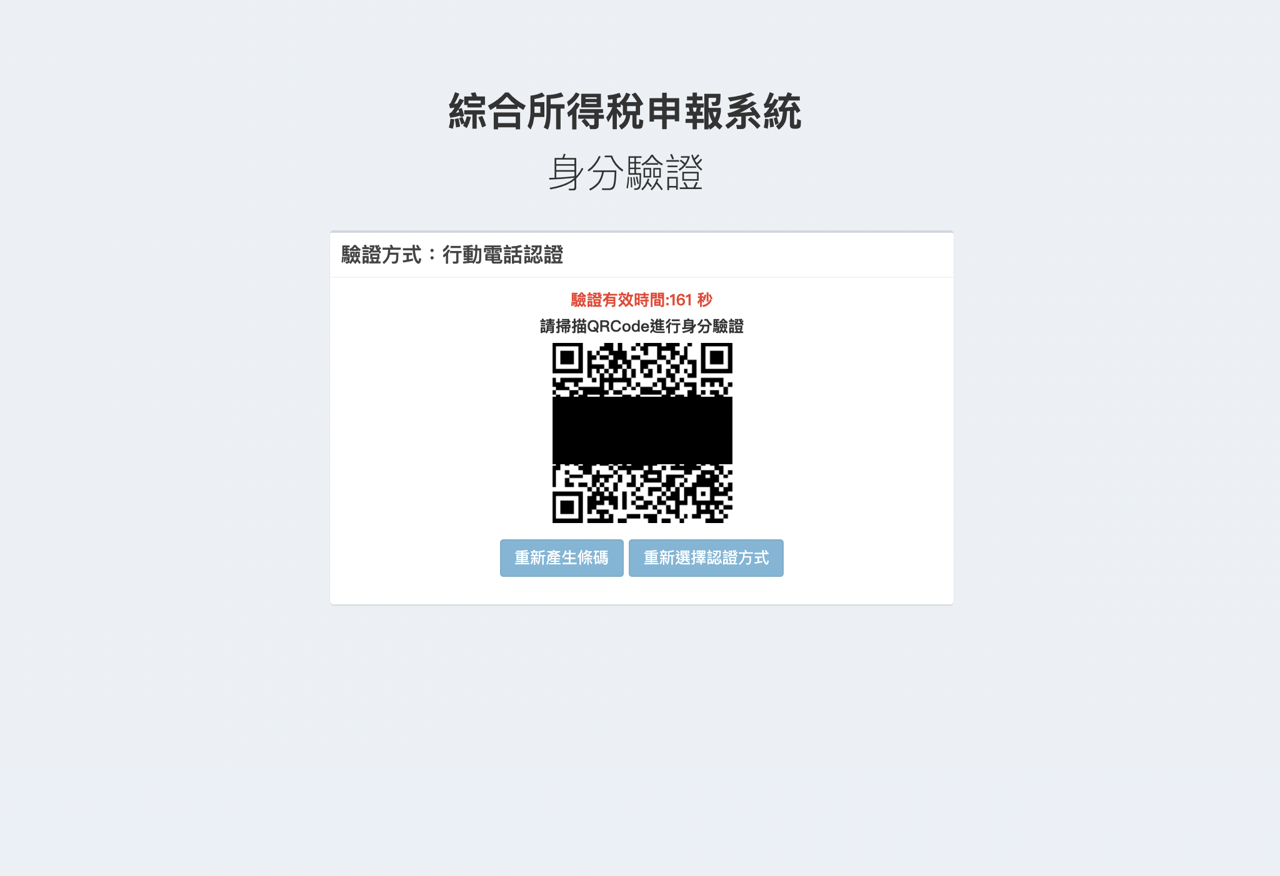 綜合所得稅申報系統
身分驗證
驗證方式：行動電話認證
驗證有效時間:161 秒
請掃描QRCode進行身分驗證
重新產生條碼
重新選擇認證方式